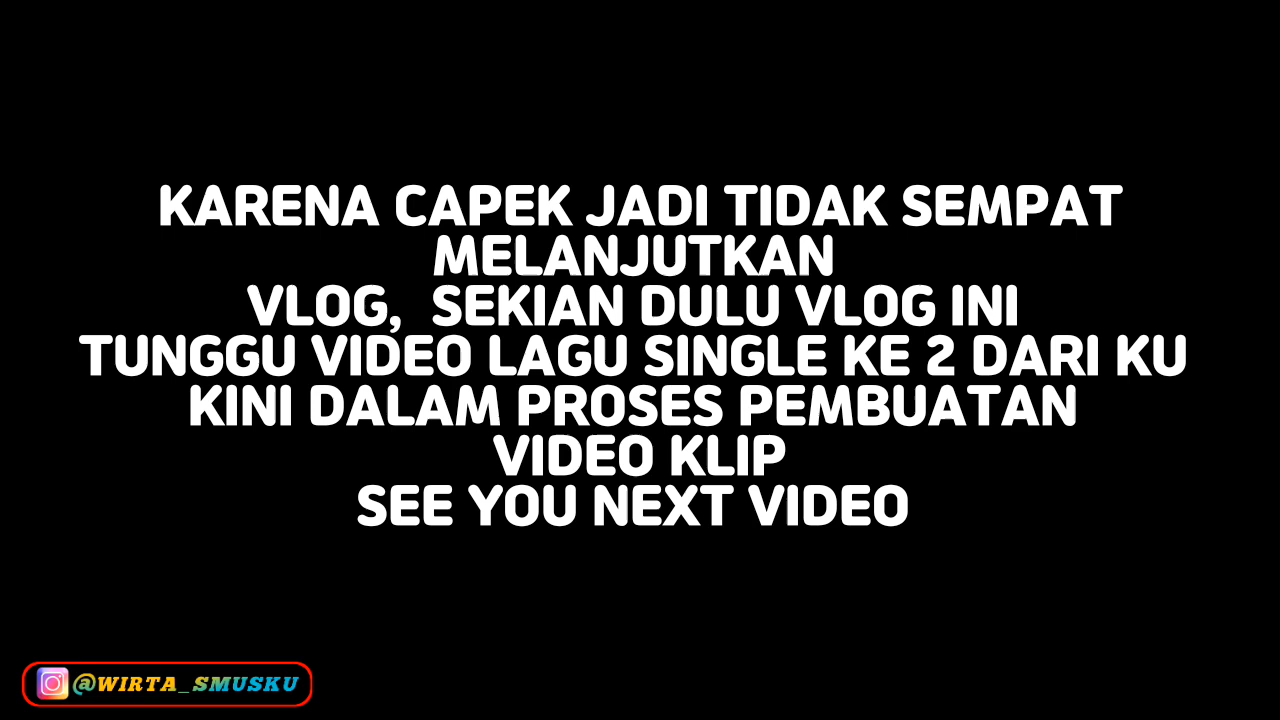 KARENA CAPEK JADI TIDAK SEMPAT
MELANJUTKAN
VLOG, SEKIAN DULU VLOG INI
TUNGGU VIDEO LAGU SINGLE KE 2 DARI KU
KINI DALAM PROSES PEMBUATAN
VIDEO KLIP
SEE YOU NEXT VIDEO
@WIRTA_SMUSKU